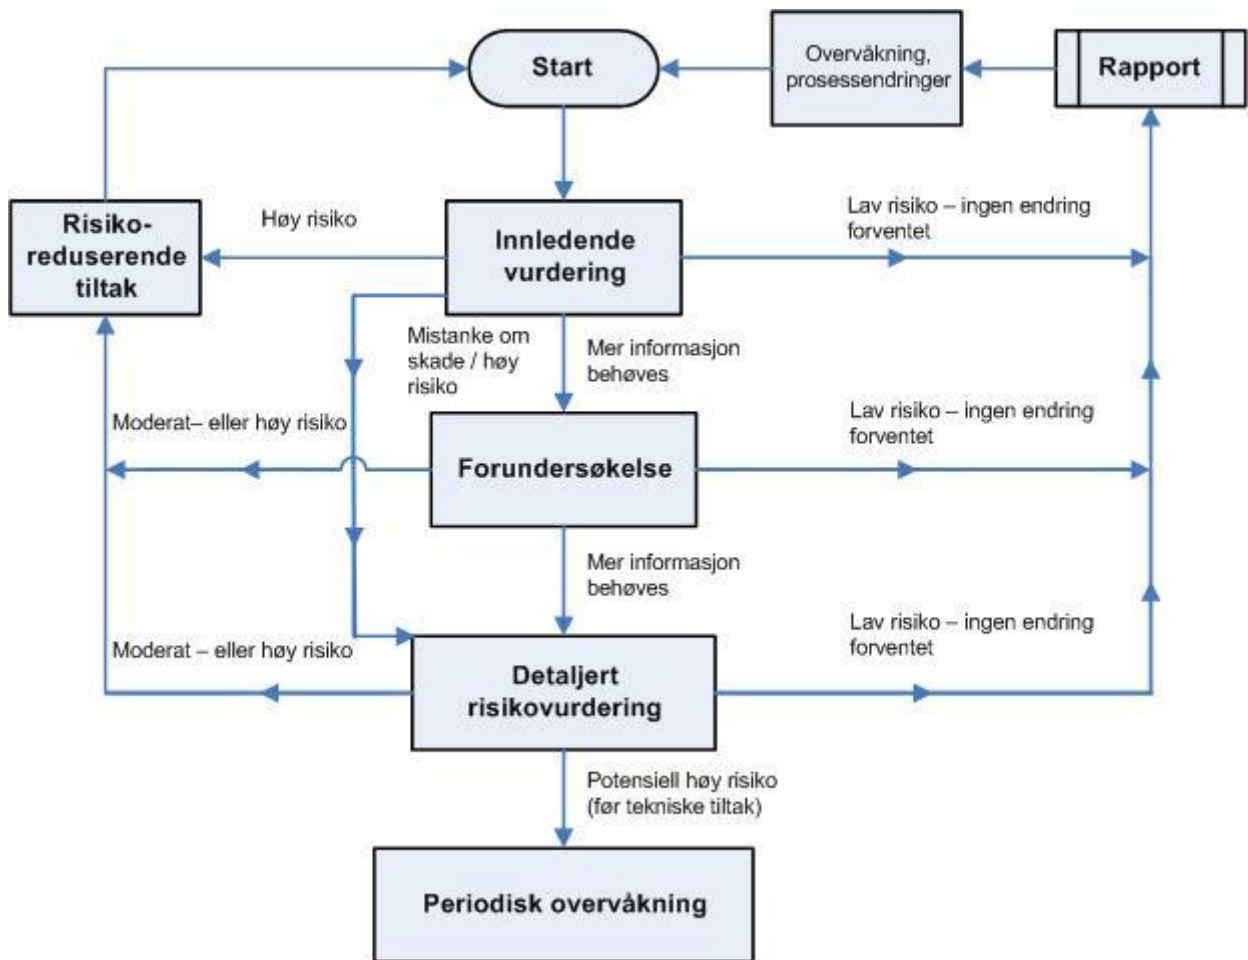 Start
Overvåkning,
prosessendringer
Rapport
Risiko-
reduserende
tiltak
Høy risiko
Innledende
vurdering
Lav risiko – ingen endring
forventet
Mistanke om
skade / høy
risiko
Mer informasjon
behøves
Moderat– eller høy risiko
Forundersøkelse
Lav risiko – ingen endring
forventet
Mer informasjon
behøves
Moderat – eller høy risiko
Detaljert
risikovurdering
Lav risiko – ingen endring
forventet
Potensiell høy risiko
(før tekniske tiltak)
Periodisk overvåkning